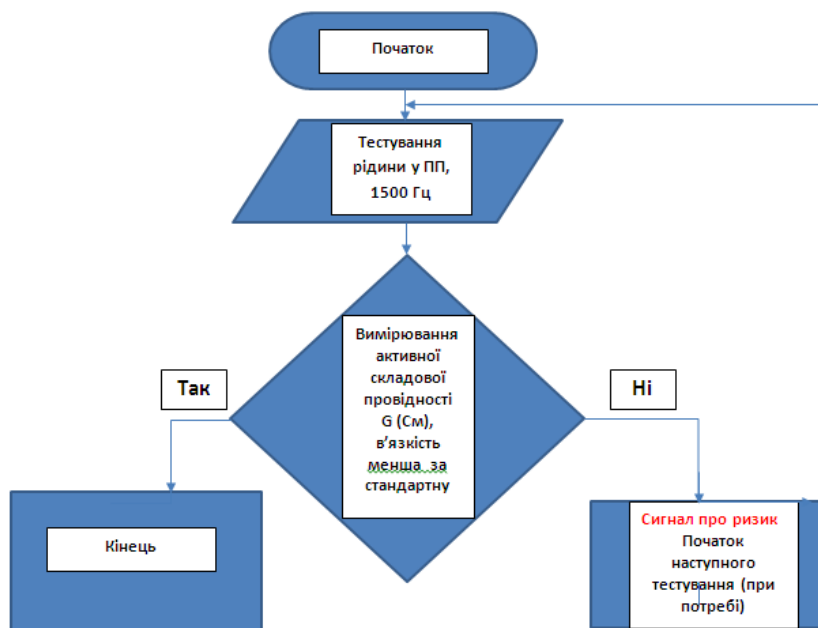 Початок
Тестування
рідини у ПП,
1500 Гц
Вимірювання
активної
складової
провідності
G (См),
в'язкість
менша за
стандартну
Так
Ні
Кінець
Сигнал про ризик
Початок
наступного
тестування (при
потребі)